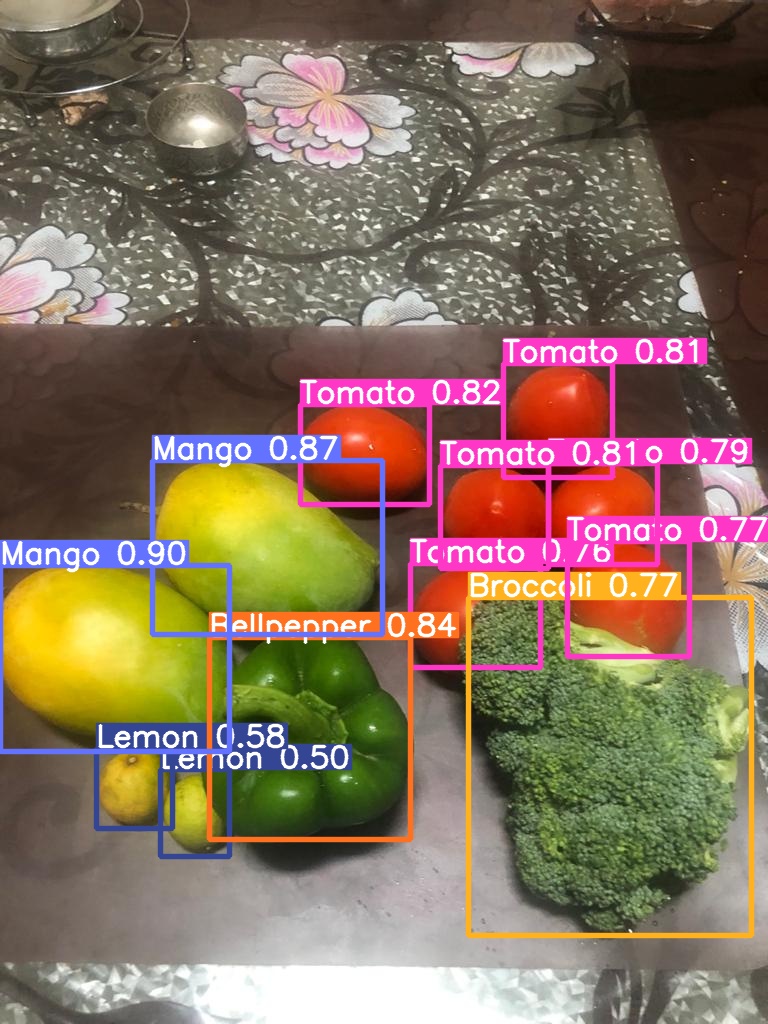 Tomato 0.81
Tomato 0.82
Mango 0.87
Tomato 0.81
o 0.79
Tomato 0.77
Mango 0.90
Tomato 0.76
Broccoli 0.77
Bellpepper 0.84
Lemon 0.58
Lemon 0.50